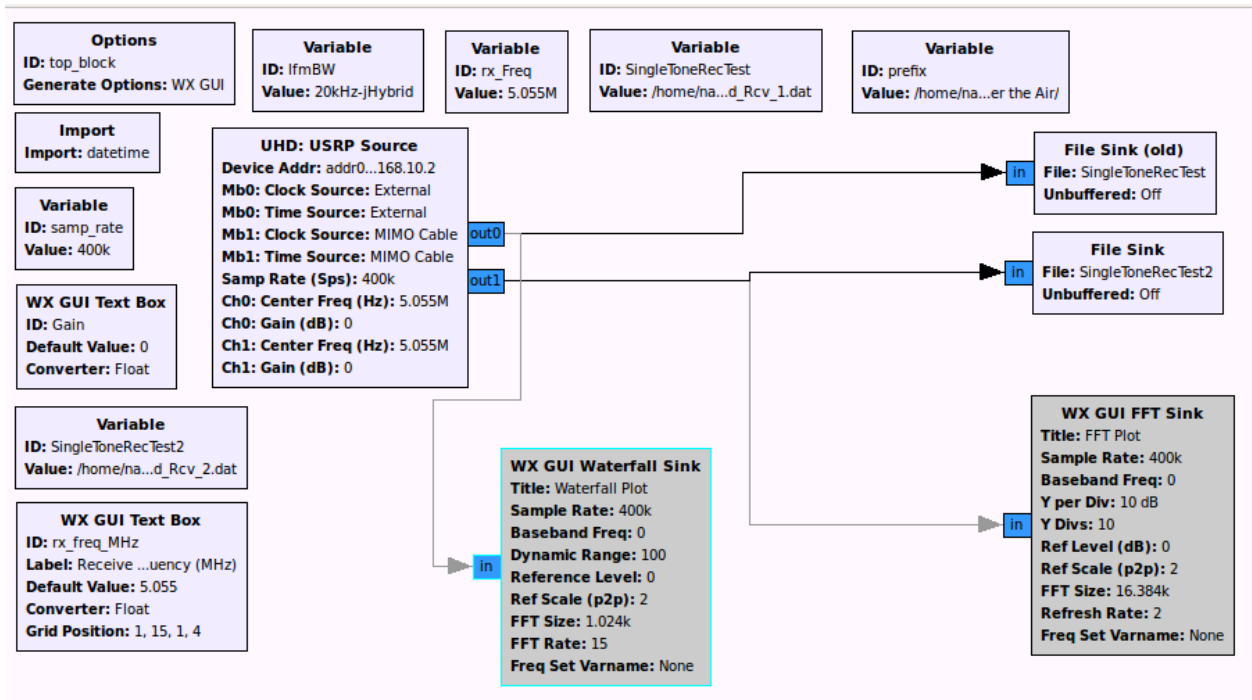 Options
ID: top_block
Generate Options: WX GUI
Variable
ID: lfmBW
Value: 20kHz-jHybrid
Variable
ID: rx_Freq
Value: 5.055M
Variable
ID: SingleToneRecTest
Value: /home/na...d_Rcv_1.dat
Variable
ID: prefix
Value: /home/na...er the Air/
Import
Import: datetime
Variable
ID: samp_rate
Value: 400k
WX GUI Text Box
ID: Gain
Default Value: 0
Converter: Float
Variable
ID: SingleToneRecTest2
Value: /home/na...d_Rcv_2.dat
WX GUI Text Box
ID: rx_freq_MHz
Label: Receive ...uency (MHz)
Default Value: 5.055
Converter: Float
Grid Position: 1, 15, 1, 4
UHD: USRP Source
Device Addr: addr0...168.10.2
Mb0: Clock Source: External
Mb0: Time Source: External
Mb1: Clock Source: MIMO Cable
Mb1: Time Source: MIMO Cable
Samp Rate (Sps): 400k
Ch0: Center Freq (Hz): 5.055M
Ch0: Gain (dB): 0
Ch1: Center Freq (Hz): 5.055M
Ch1: Gain (dB): 0
out0
out1
in
File Sink (old)
File: SingleToneRecTest
Unbuffered: Off
in
File Sink
File: SingleToneRecTest2
Unbuffered: Off
in
WX GUI Waterfall Sink
Title: Waterfall Plot
Sample Rate: 400k
Baseband Freq: 0
Dynamic Range: 100
Reference Level: 0
Ref Scale (p2p): 2
FFT Size: 1.024k
FFT Rate: 15
Freq Set Varname: None
in
WX GUI FFT Sink
Title: FFT Plot
Sample Rate: 400k
Baseband Freq: 0
Y per Div: 10 dB
Y Divs: 10
Ref Level (dB): 0
Ref Scale (p2p): 2
FFT Size: 16.384k
Refresh Rate: 2
Freq Set Varname: None